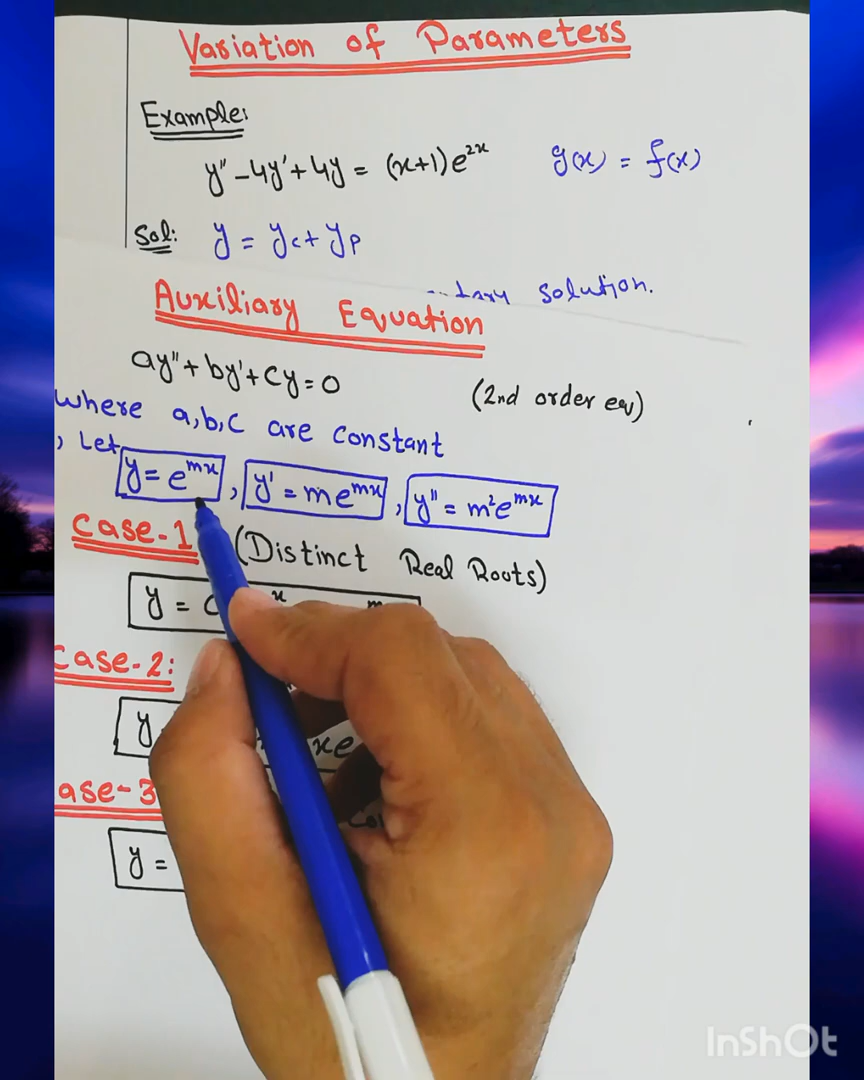 Variation of Parameters
Example:
y'' - 4y' + 4y = (x+1)e²ˣ g(x) = f(x)
Sol: y = yc + yp
solution.
Auxiliary Equation
ay'' + by' + cy = 0 (2nd order eq)
where a, b, c are constant
, Let
y = e^mx , y' = me^mx , y'' = m²e^mx
Case-1 (Distinct Real Roots)
y =
Case-2:
y
xe
ase-3
y =
InShOt